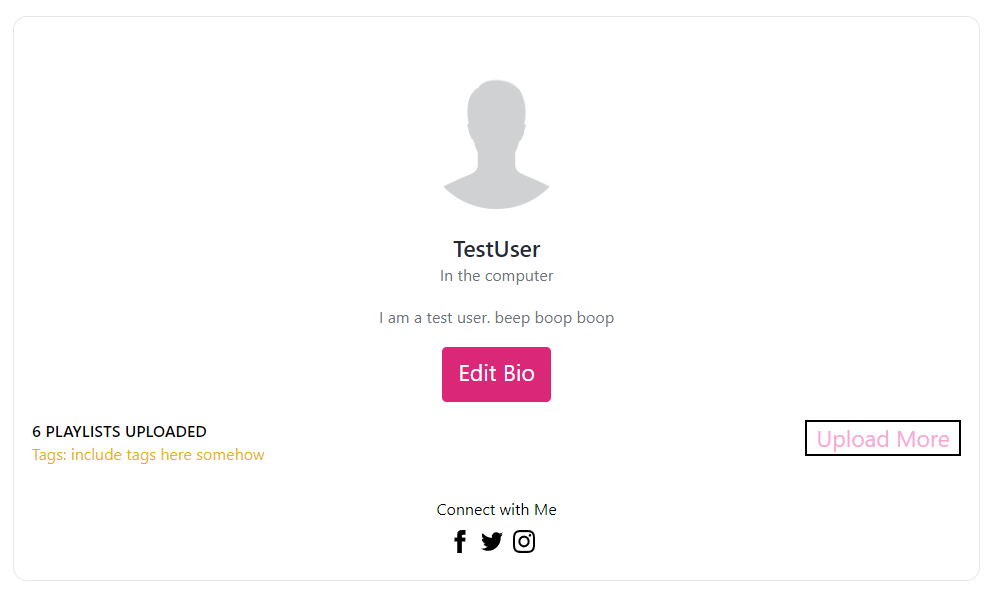 TestUser
In the computer
I am a test user. beep boop boop
Edit Bio
6 PLAYLISTS UPLOADED
Tags: include tags here somehow
Upload More
Connect with Me